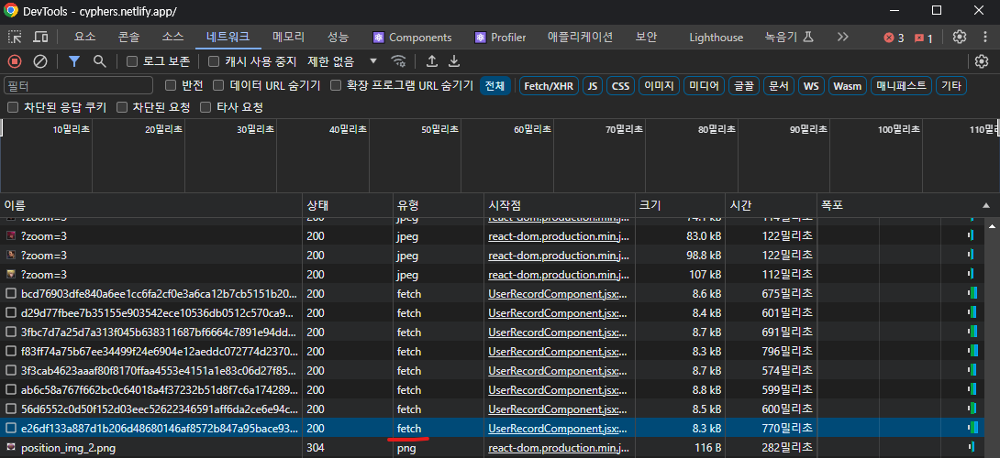 DevTools - cyphers.netlify.app/
요소 콘솔 소스 네트워크 메모리 성능 Components Profiler 애플리케이션 보안 Lighthouse 녹음기 3 1
로그 보존 캐시 사용 중지 제한 없음
필터 반전 데이터 URL 숨기기 확장 프로그램 URL 숨기기 전체 Fetch/XHR JS CSS 이미지 미디어 글꼴 문서 WS Wasm 매니페스트 기타
차단된 응답 쿠키 차단된 요청 타사 요청
10밀리초 20밀리초 30밀리초 40밀리초 50밀리초 60밀리초 70밀리초 80밀리초 90밀리초 100밀리초 110밀리
이름 상태 유형 시작점 크기 시간 폭포
?zoom=3 200 jpeg react-dom.production.min.j... 74.1 kB 114밀리초
?zoom=3 200 jpeg react-dom.production.min.j... 83.0 kB 122밀리초
?zoom=3 200 jpeg react-dom.production.min.j... 98.8 kB 122밀리초
?zoom=3 200 jpeg react-dom.production.min.j... 107 kB 112밀리초
bcd76903dfe840a6ee1cc6fa2cf0e3a6ca12b7cb5151b20... 200 fetch UserRecordComponent.jsx:... 8.6 kB 675밀리초
d29d77fbee7b35155e903542ece10536db0512c570ca9... 200 fetch UserRecordComponent.jsx:... 8.4 kB 601밀리초
3fbc7d7a25d7a313f045b638311687bf6664c7891e94dd... 200 fetch UserRecordComponent.jsx:... 8.7 kB 691밀리초
f83ff74a75b67ee34499f24e6904e12aeddc072774d2370... 200 fetch UserRecordComponent.jsx:... 8.3 kB 796밀리초
3f3cab4623aaaf80f8170ffaa4553e4151a1e83c06d27f85... 200 fetch UserRecordComponent.jsx:... 8.7 kB 574밀리초
ab6c58a767f662bc0c64018a4f37232b51d8f7c6a174289... 200 fetch UserRecordComponent.jsx:... 8.8 kB 599밀리초
56d6552c0d50f152d03eec52622346591aff6da2ce6e94c... 200 fetch UserRecordComponent.jsx:... 8.5 kB 600밀리초
e26df133a887d1b206d48680146af8572b847a95bace93... 200 fetch UserRecordComponent.jsx:... 8.3 kB 770밀리초
position_img_2.png 304 png react-dom.production.min.j... 116 B 282밀리초